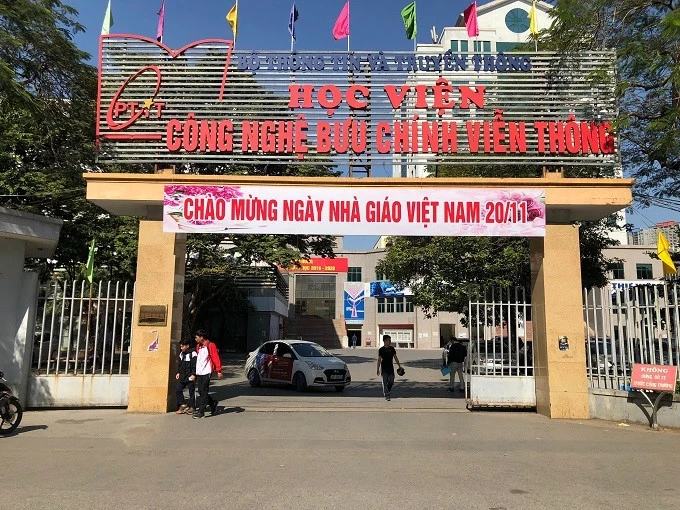 BỘ THÔNG TIN VÀ TRUYỀN THÔNG
HỌC VIỆN
PTIT
CÔNG NGHỆ BƯU CHÍNH VIỄN THÔNG
CHÀO MỪNG NGÀY NHÀ GIÁO VIỆT NAM 20/11
KHÔNG